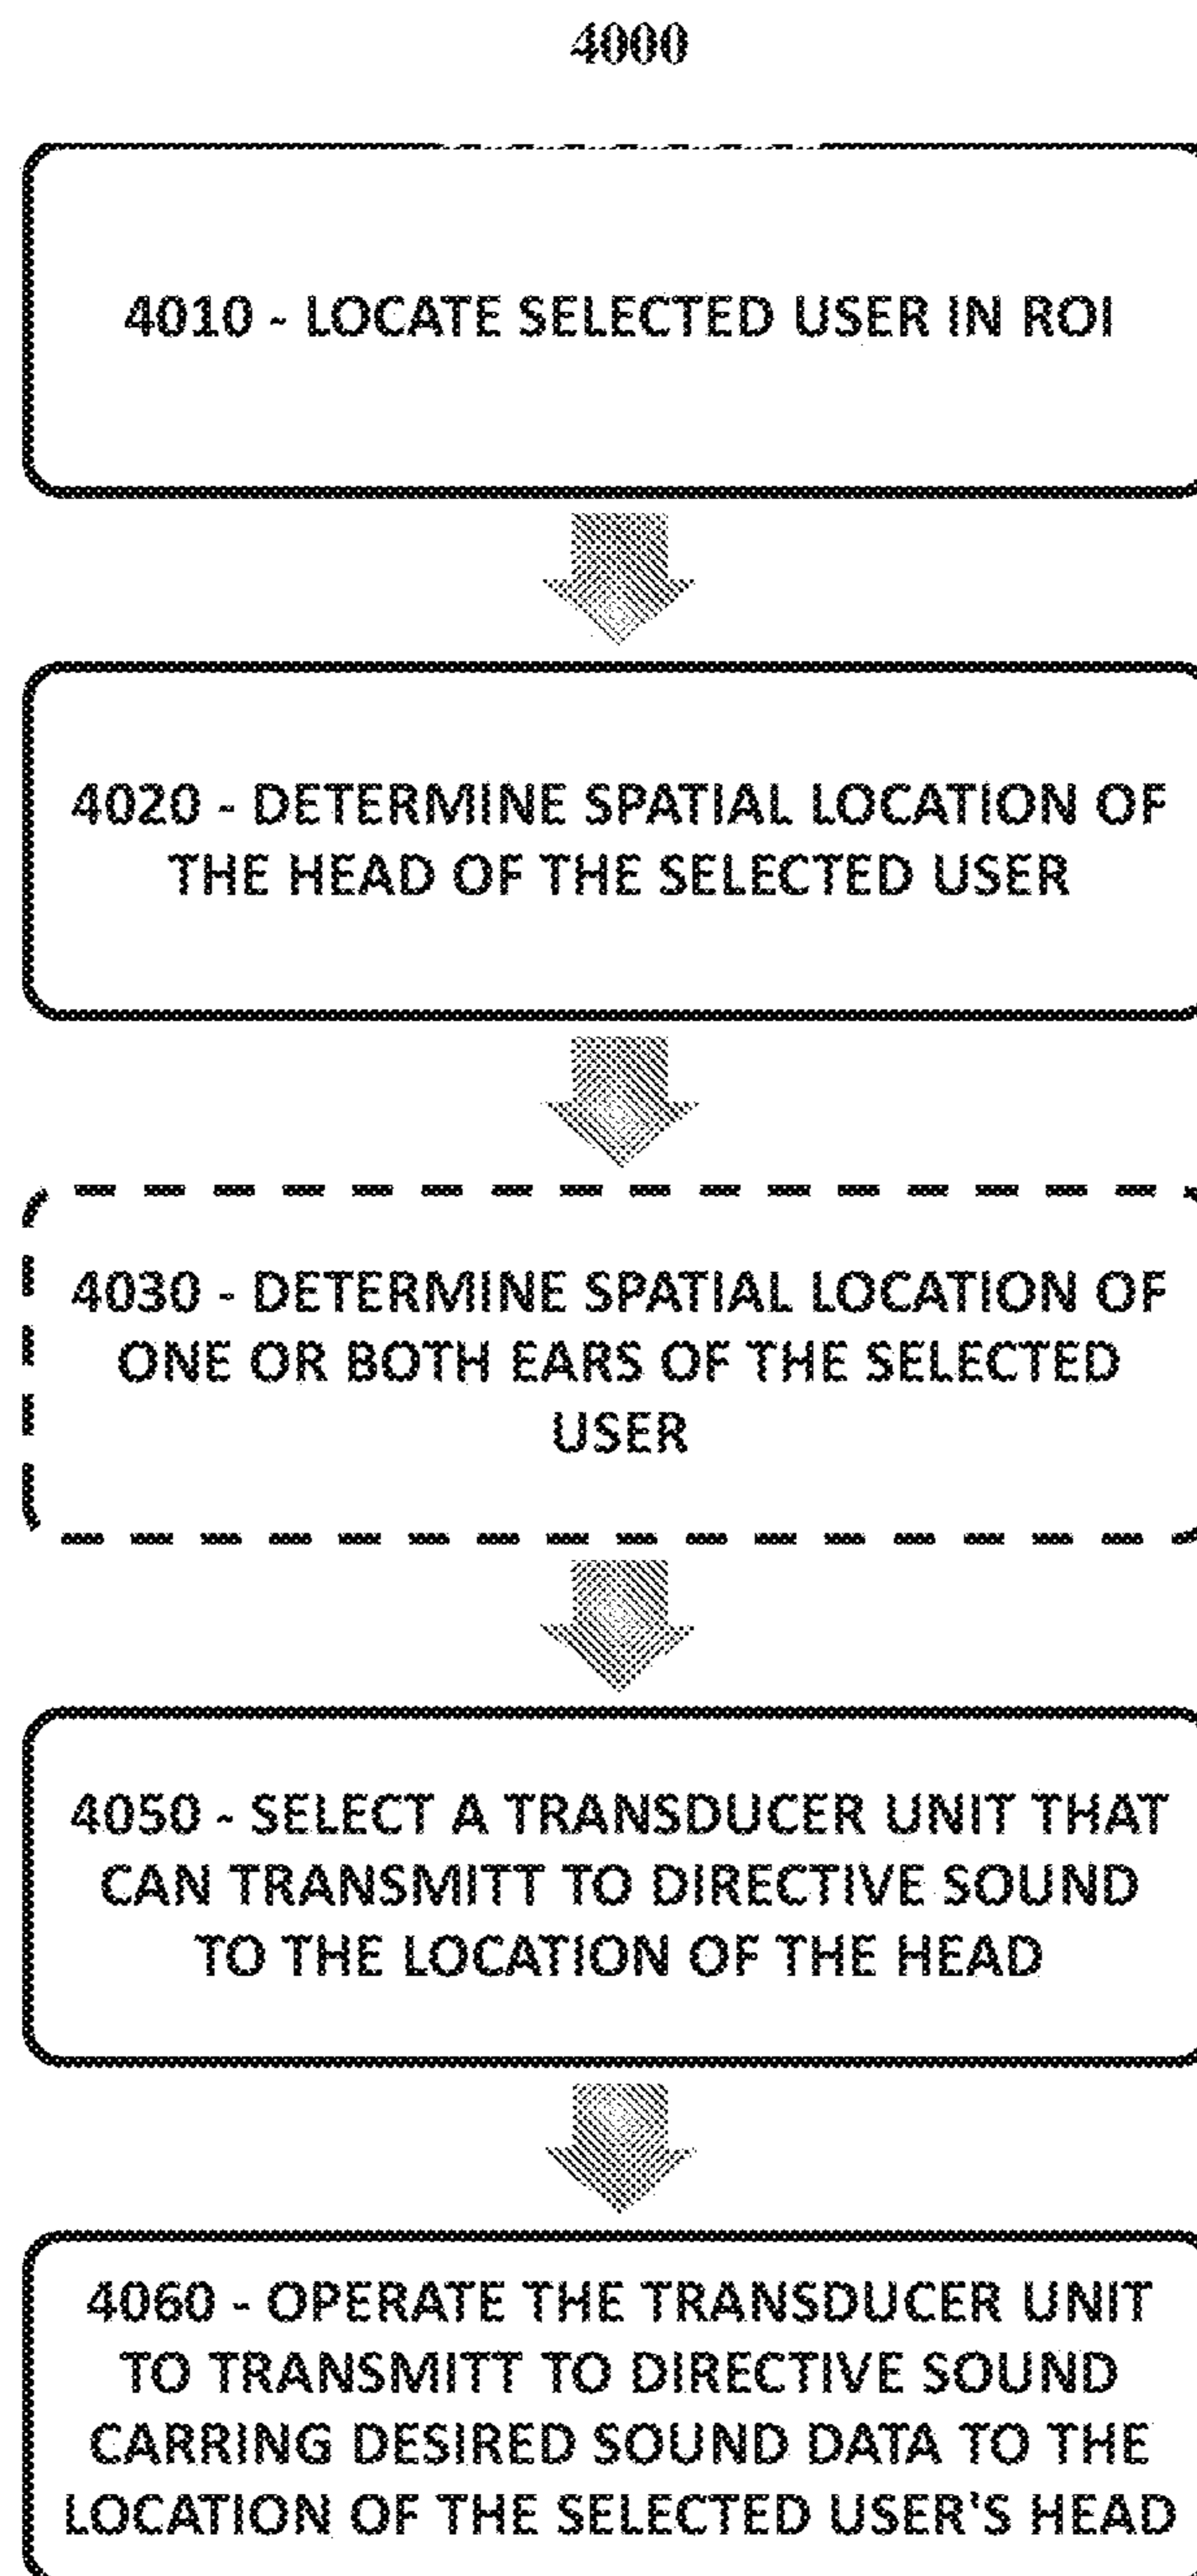 4000
4010 - LOCATE SELECTED USER IN ROI
4020 - DETERMINE SPATIAL LOCATION OF
THE HEAD OF THE SELECTED USER
4030 - DETERMINE SPATIAL LOCATION OF
ONE OR BOTH EARS OF THE SELECTED
USER
4050 - SELECT A TRANSDUCER UNIT THAT
CAN TRANSMITT TO DIRECTIVE SOUND
TO THE LOCATION OF THE HEAD
4060 - OPERATE THE TRANSDUCER UNIT
TO TRANSMITT TO DIRECTIVE SOUND
CARRING DESIRED SOUND DATA TO THE
LOCATION OF THE SELECTED USER'S HEAD